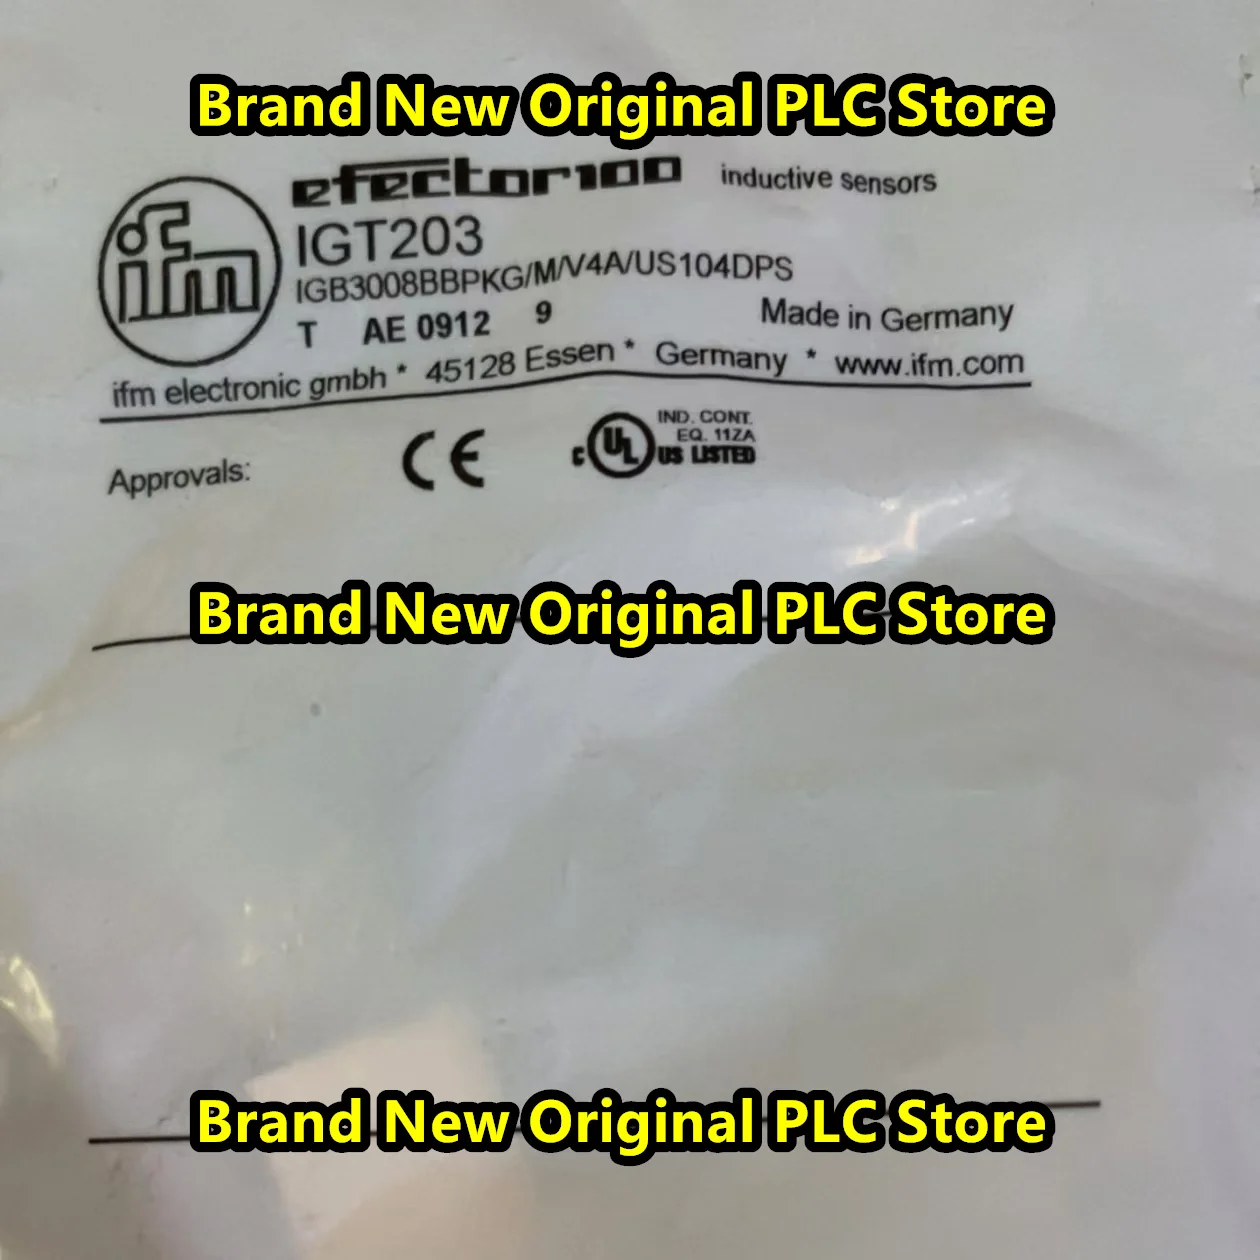 Brand New Original PLC Store
efector100 inductive sensors
ifm
IGT203
IGB3008BBPKG/M/V4A/US104DPS
T AE 0912 9 Made in Germany
ifm electronic gmbh * 45128 Essen * Germany * www.ifm.com
Approvals: CE C UL US LISTED
IND. CONT.
EQ. 11ZA
Brand New Original PLC Store
Brand New Original PLC Store